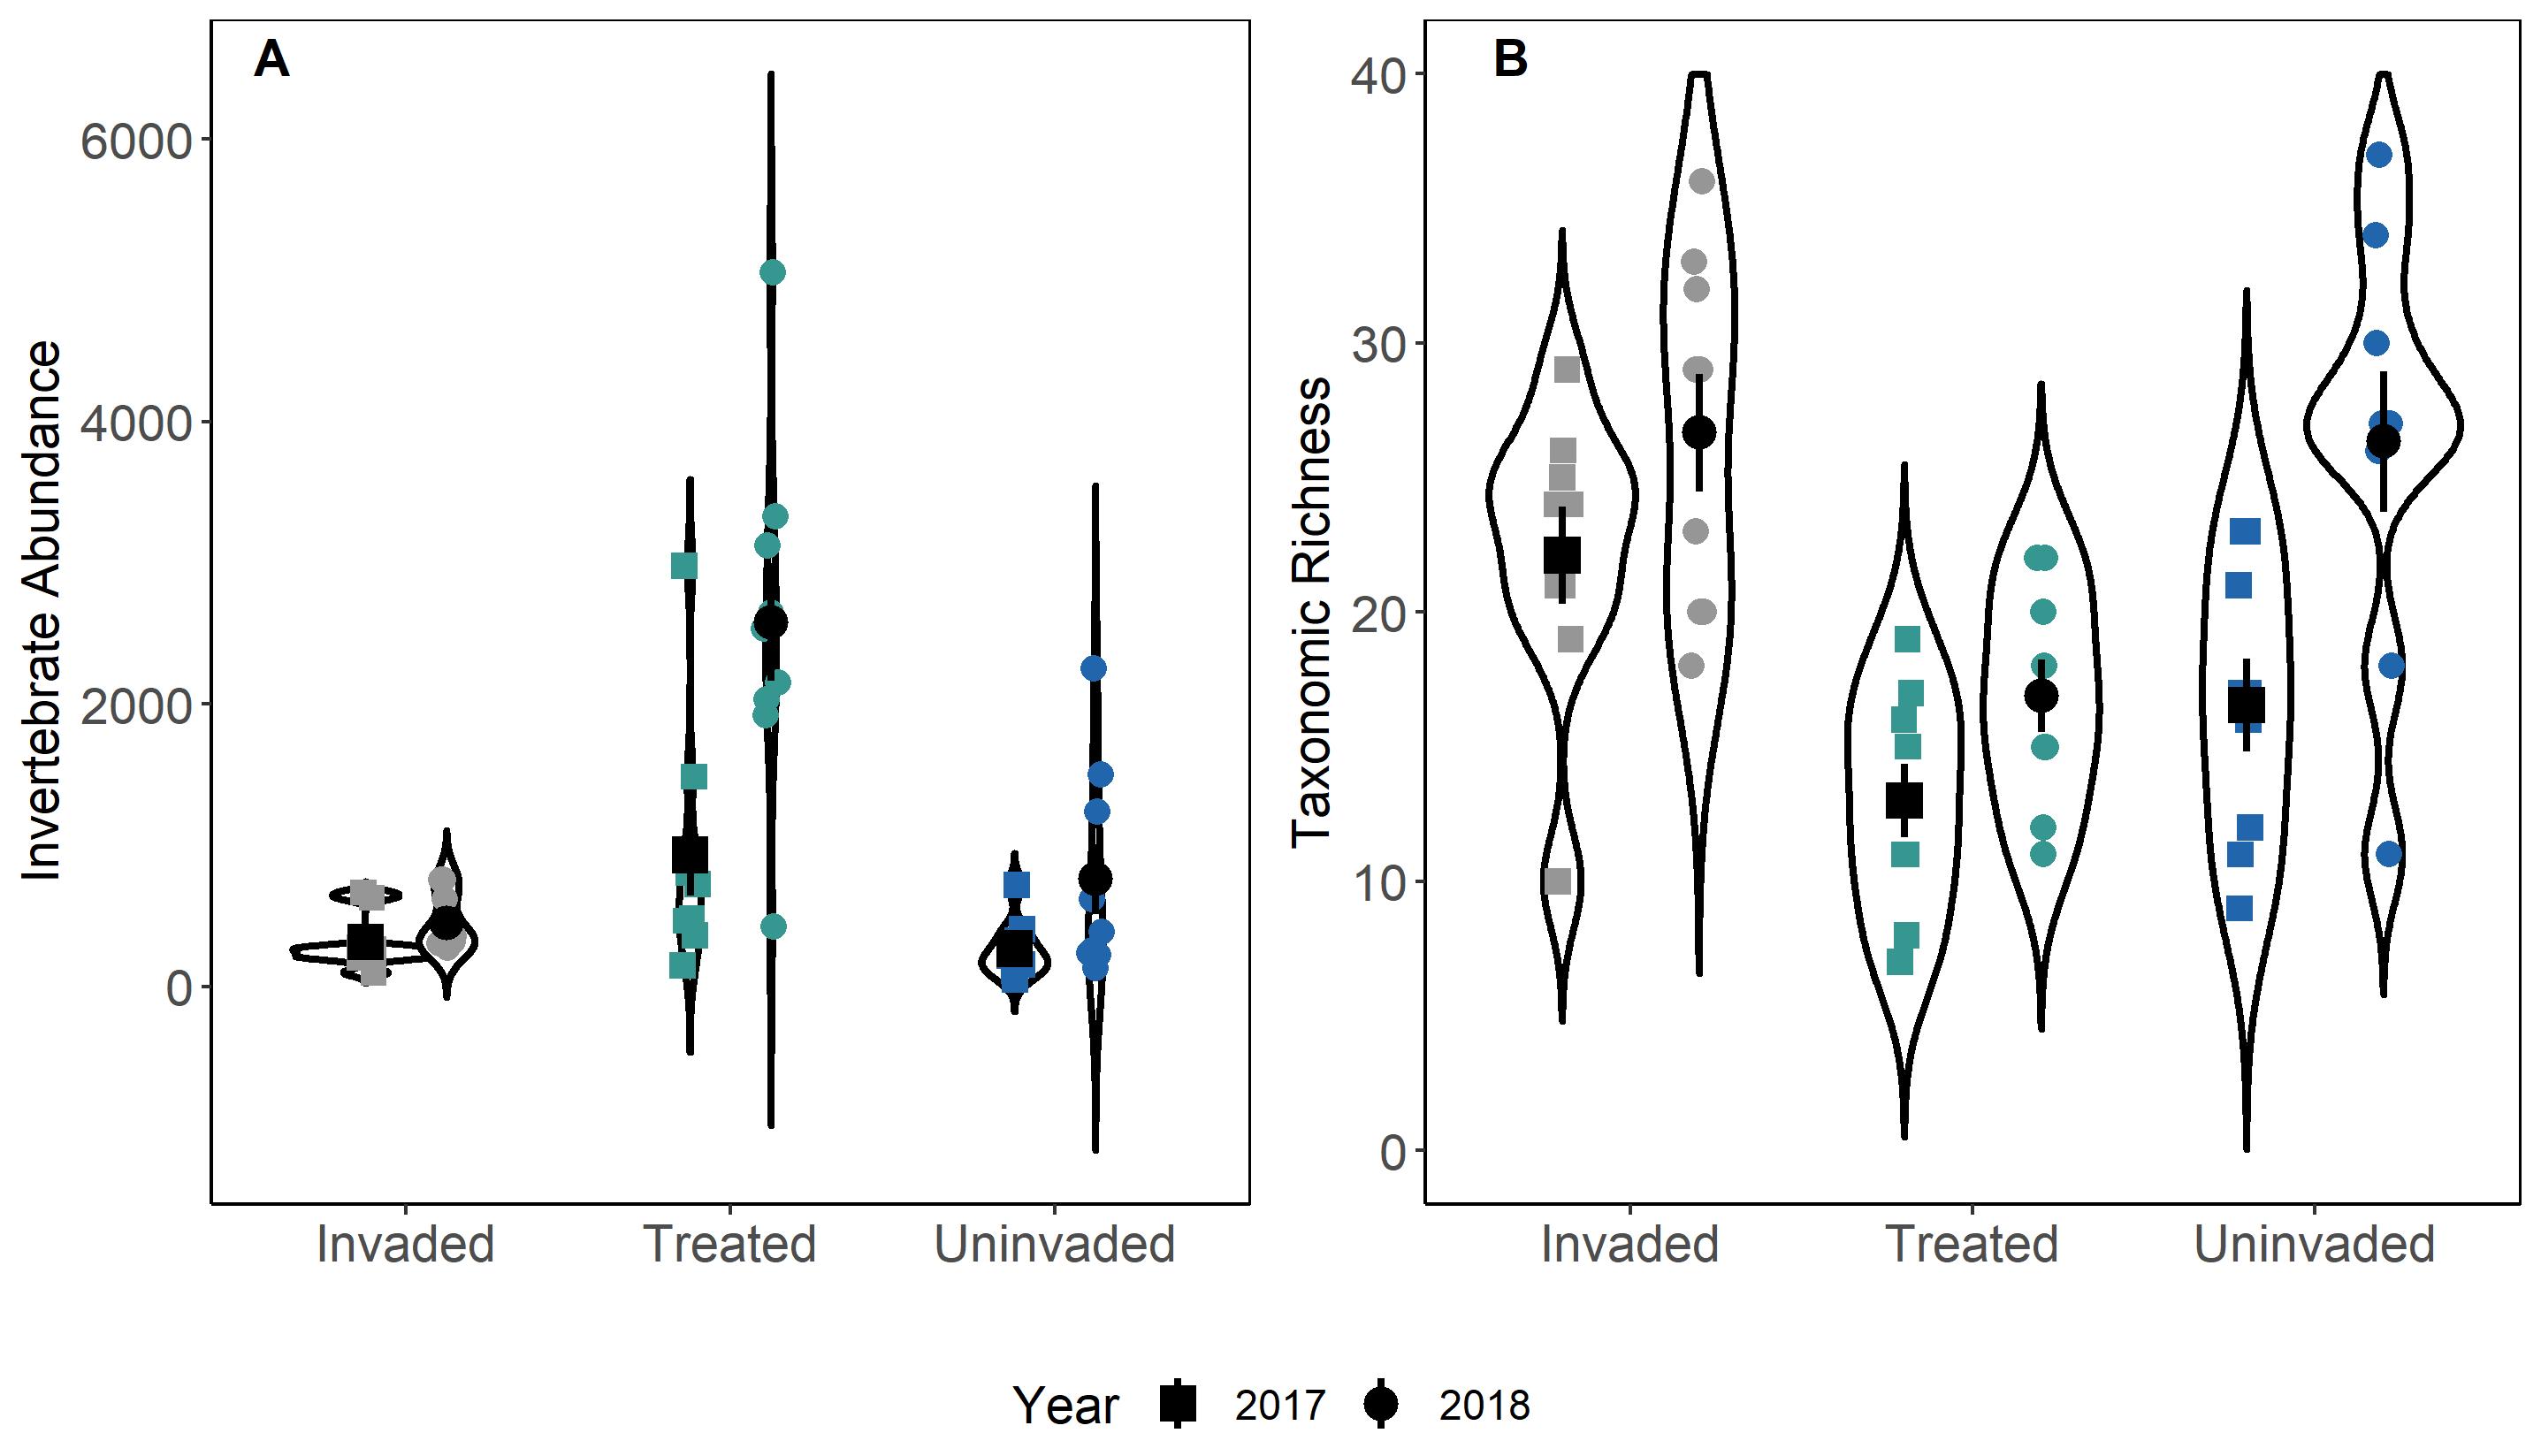 A
Invertebrate Abundance
6000
4000
2000
0
Invaded
Treated
Uninvaded
B
Taxonomic Richness
40
30
20
10
0
Invaded
Treated
Uninvaded
Year 2017 2018